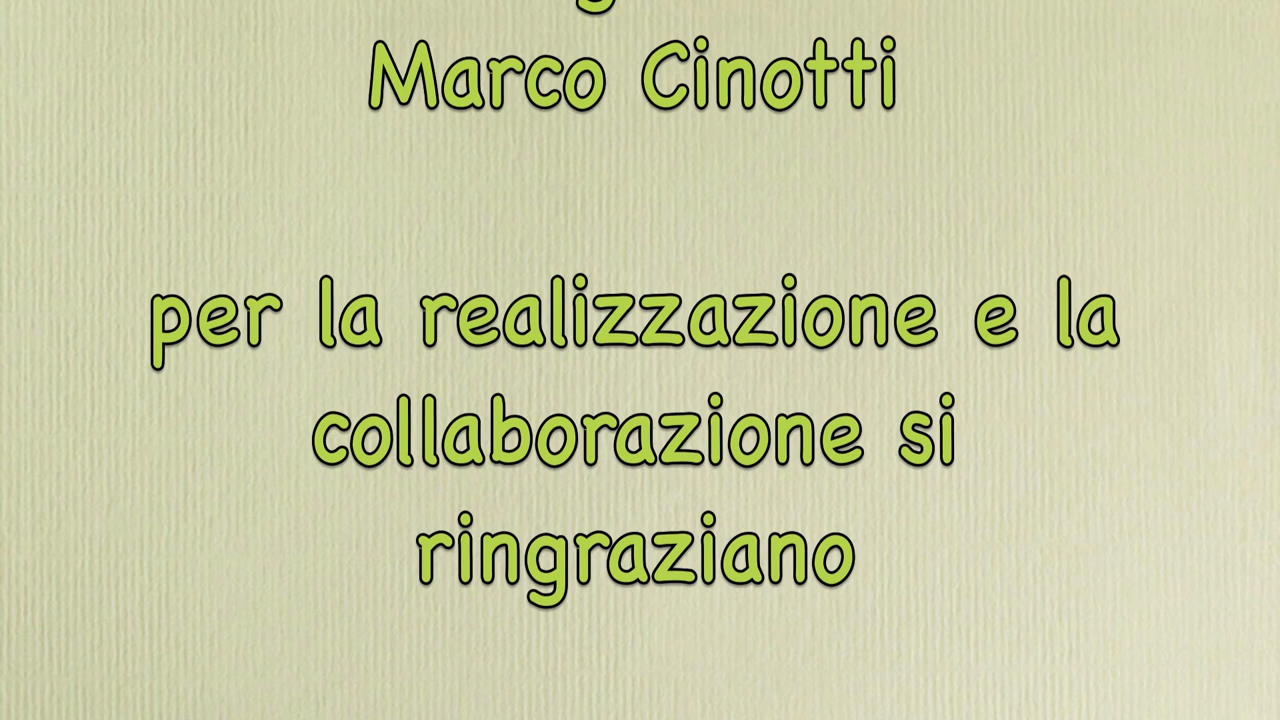 Marco Cinotti
per la realizzazione e la
collaborazione si
ringraziano